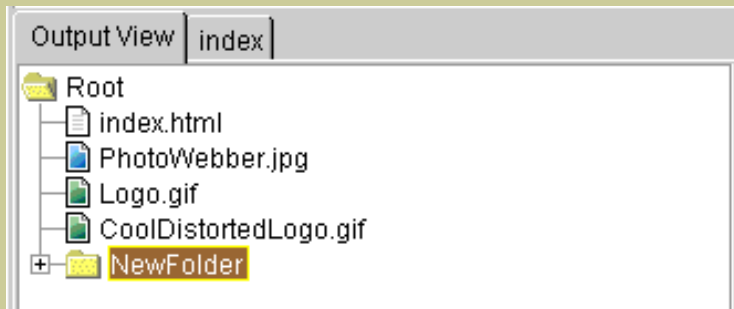 Output View index
Root
index.html
PhotoWebber.jpg
Logo.gif
CoolDistortedLogo.gif
NewFolder